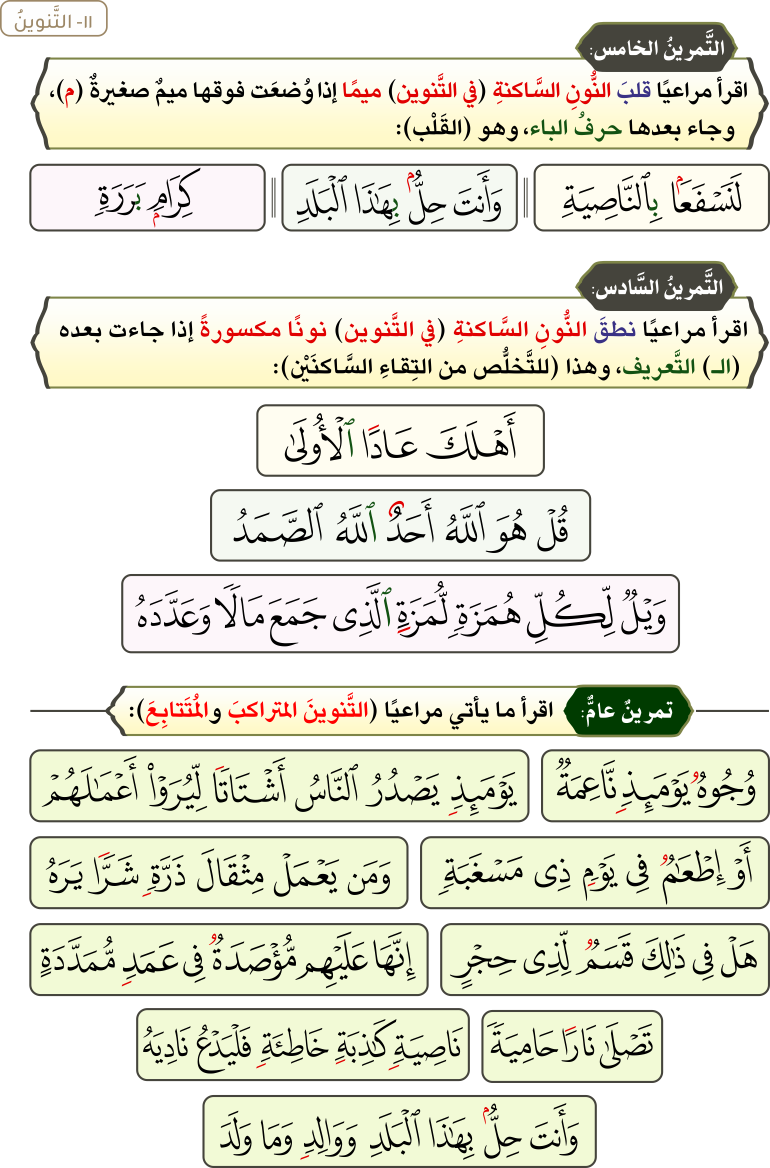 ١١- التَّنوينُ
التَّمرينُ الخامس:
اقرأ مراعيًا قلبَ النُّونِ السَّاكنةِ (في التَّنوين) ميمًا إذا وُضعَت فوقها ميمٌ صغيرةٌ (م)،
وجاء بعدها حرفُ الباء، وهو (القَلْب):
لَنَسۡفَعَۢا بِٱلنَّاصِيَةِ
وَأَنتَ حِلُّۢ بِهَٰذَا ٱلۡبَلَدِ
كِرَامِۭ بَرَرَةٖ
التَّمرينُ السَّادس:
اقرأ مراعيًا نطقَ النُّونِ السَّاكنةِ (في التَّنوين) نونًا مكسورةً إذا جاءت بعده
(الـ) التَّعريف، وهذا (للتَّخلُّص من التِقاءِ السَّاكنَيْن):
أَهۡلَكَ عَادًا ٱلۡأُولَىٰ
قُلۡ هُوَ ٱللَّهُ أَحَدٌ ٱللَّهُ ٱلصَّمَدُ
وَيۡلٞ لِّكُلِّ هُمَزَةٖ لُّمَزَةٍ ٱلَّذِي جَمَعَ مَالٗا وَعَدَّدَهُ
تمرينٌ عامٌّ:
اقرأ ما يأتي مراعيًا (التَّنوينَ المتراكبَ والمُتَتابِعَ):
وُجُوهٞ يَوۡمَئِذٖ نَّاعِمَةٞ
يَوۡمَئِذٖ يَصۡدُرُ ٱلنَّاسُ أَشۡتَاتٗا لِّيُرَوۡاْ أَعۡمَٰلَهُمۡ
أَوۡ إِطۡعَٰمٞ فِي يَوۡمٖ ذِي مَسۡغَبَةٖ
وَمَن يَعۡمَلۡ مِثۡقَالَ ذَرَّةٖ شَرّٗا يَرَهُ
هَلۡ فِي ذَٰلِكَ قَسَمٞ لِّذِي حِجۡرٍ
إِنَّهَا عَلَيۡهِم مُّؤۡصَدَةٞ فِي عَمَدٖ مُّمَدَّدَةِۭ
تَصۡلَىٰ نَارًا حَامِيَةٗ
نَاصِيَةٖ كَٰذِبَةٍ خَاطِئَةٖ فَلۡيَدۡعُ نَادِيَهُ
وَأَنتَ حِلُّۢ بِهَٰذَا ٱلۡبَلَدِ وَوَالِدٖ وَمَا وَلَدَ